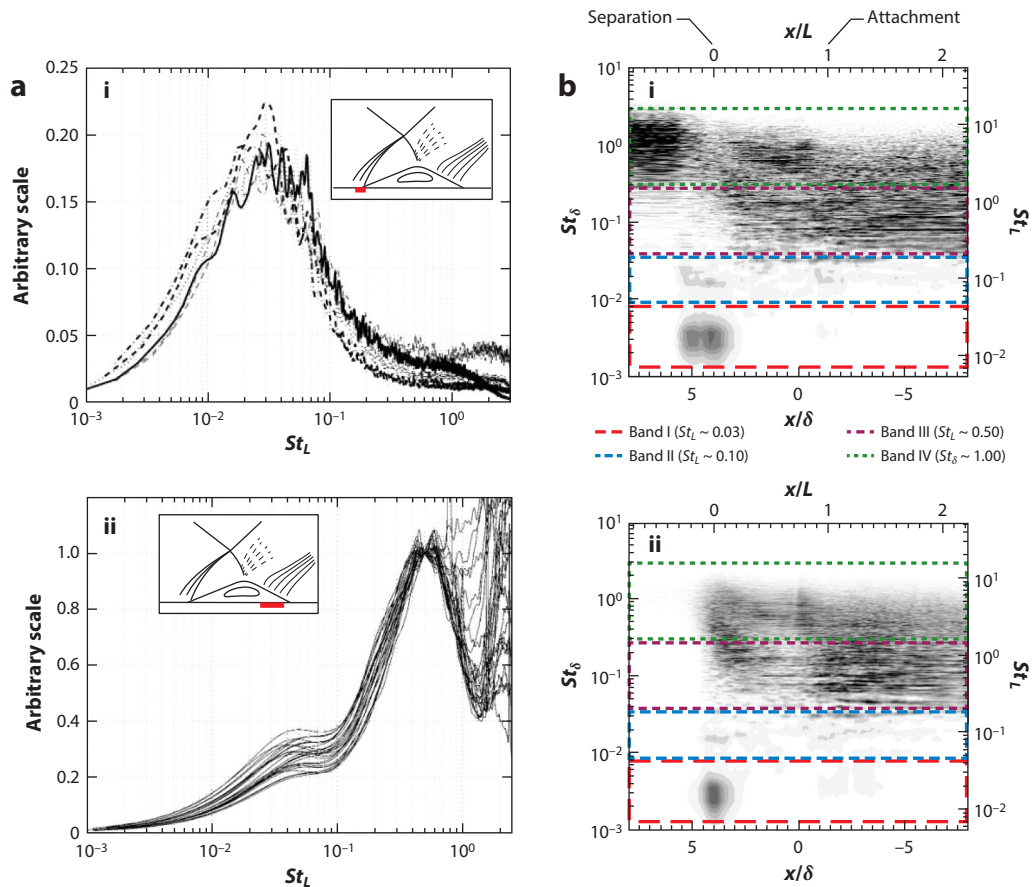 a
i
0.25
0.20
0.15
0.10
0.05
0
Arbitrary scale
10⁻³
10⁻²
10⁻¹
10⁰
St_L
ii
1.0
0.8
0.6
0.4
0.2
0
Arbitrary scale
10⁻³
10⁻²
10⁻¹
10⁰
St_L
b
Separation
Attachment
x/L
0
1
2
i
10¹
10⁰
10⁻¹
10⁻²
10⁻³
St_δ
10¹
10⁰
10⁻¹
10⁻²
St_L
5
0
−5
x/δ
Band I (St_L ~ 0.03)
Band III (St_L ~ 0.50)
Band II (St_L ~ 0.10)
Band IV (St_δ ~ 1.00)
x/L
0
1
2
ii
10¹
10⁰
10⁻¹
10⁻²
10⁻³
St_δ
10¹
10⁰
10⁻¹
10⁻²
St_L
5
0
−5
x/δ